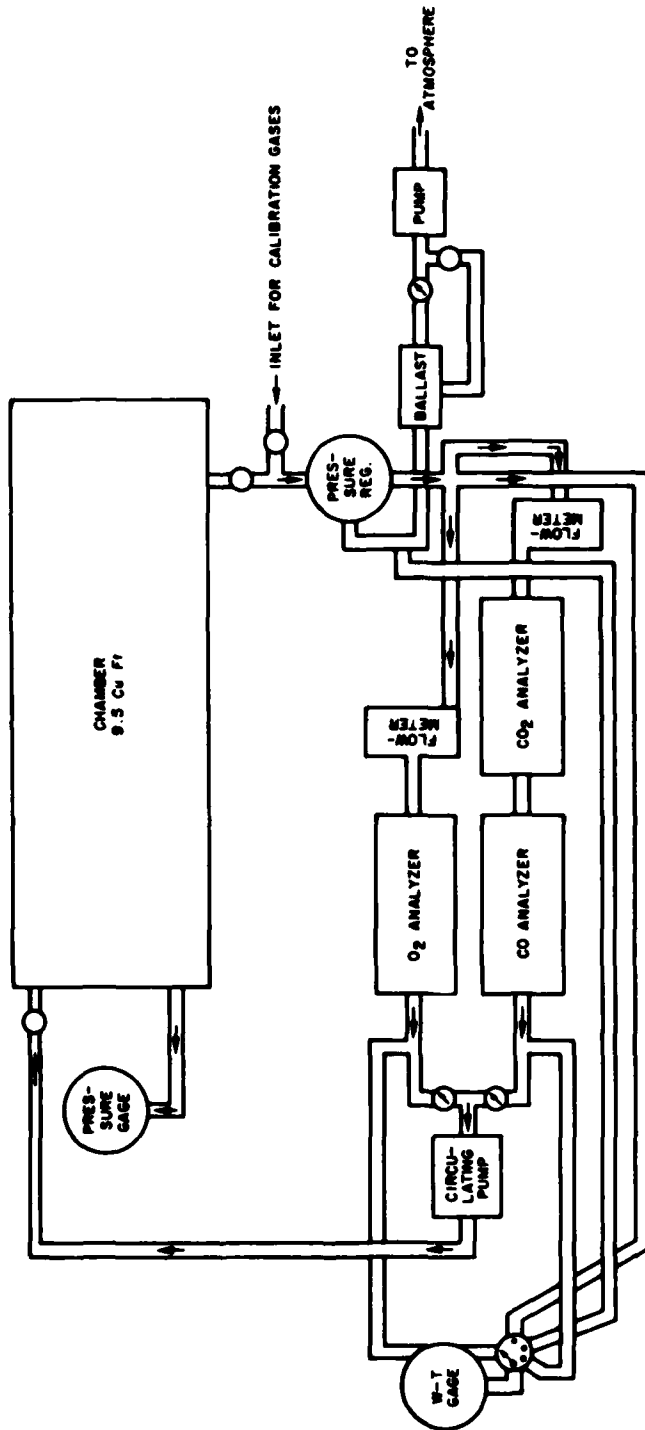 CHAMBER
9.5 Cu Ft
PRES-
SURE
GAGE
INLET FOR CALIBRATION GASES
PRES-
SURE
REG.
BALLAST
PUMP
TO
ATMOSPHERE
FLOW-
METER
FLOW-
METER
O2 ANALYZER
CO ANALYZER
CO2 ANALYZER
CIRCU-
LATING
PUMP
W-T
GAGE